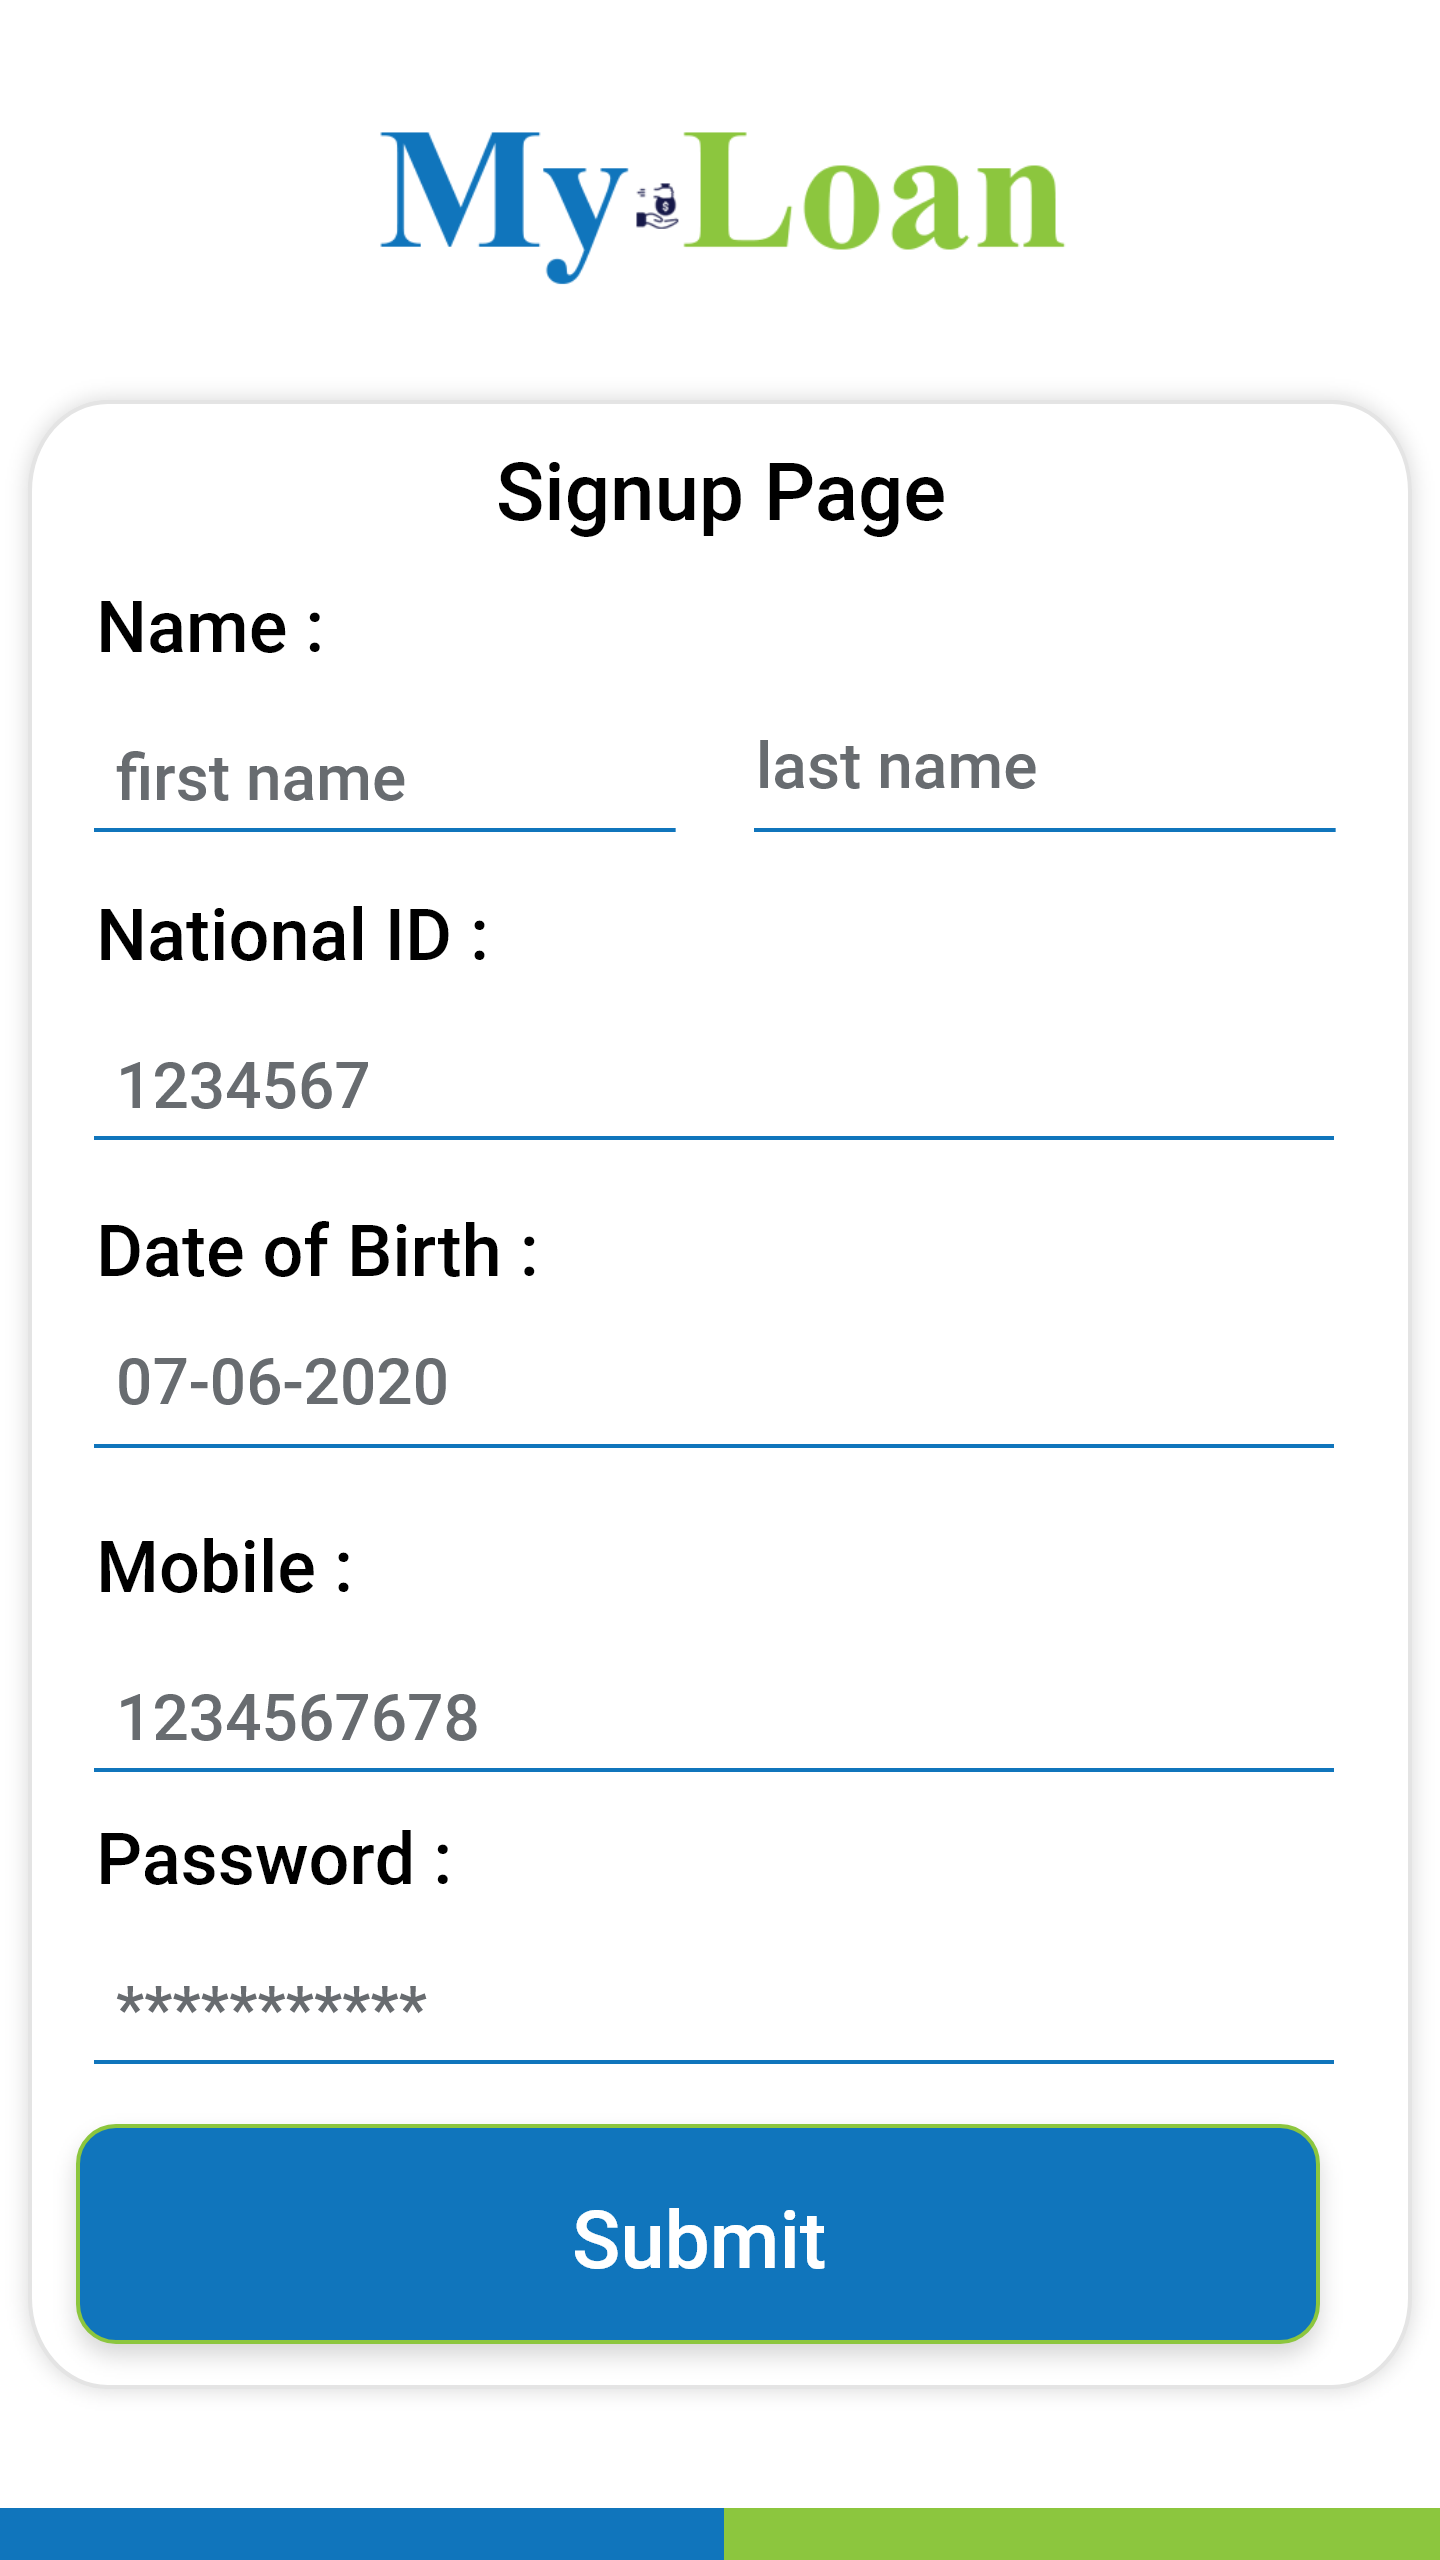 My Loan
Signup Page
Name :
first name last name
National ID :
1234567
Date of Birth :
07-06-2020
Mobile :
1234567678
Password :
***********
Submit